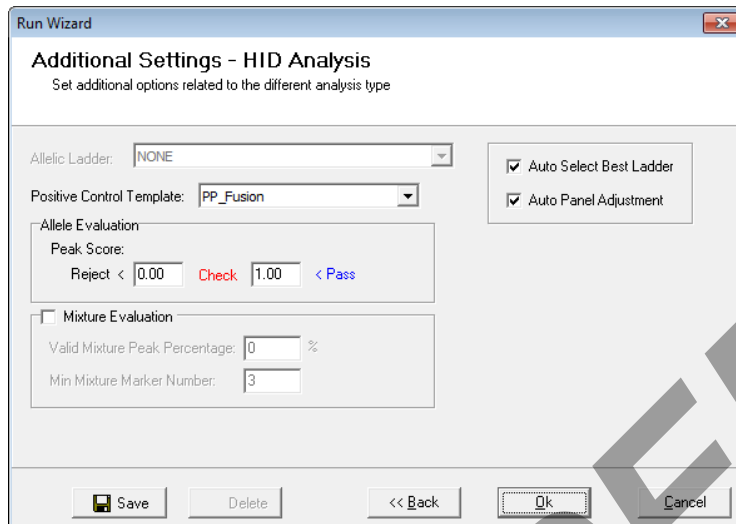 Run Wizard
Additional Settings - HID Analysis
Set additional options related to the different analysis type
Allelic Ladder: NONE
Auto Select Best Ladder
Positive Control Template: PP_Fusion
Auto Panel Adjustment
Allele Evaluation
Peak Score:
Reject < 0.00 Check 1.00 < Pass
Mixture Evaluation
Valid Mixture Peak Percentage: 0 %
Min Mixture Marker Number: 3
Save Delete << Back Ok Cancel